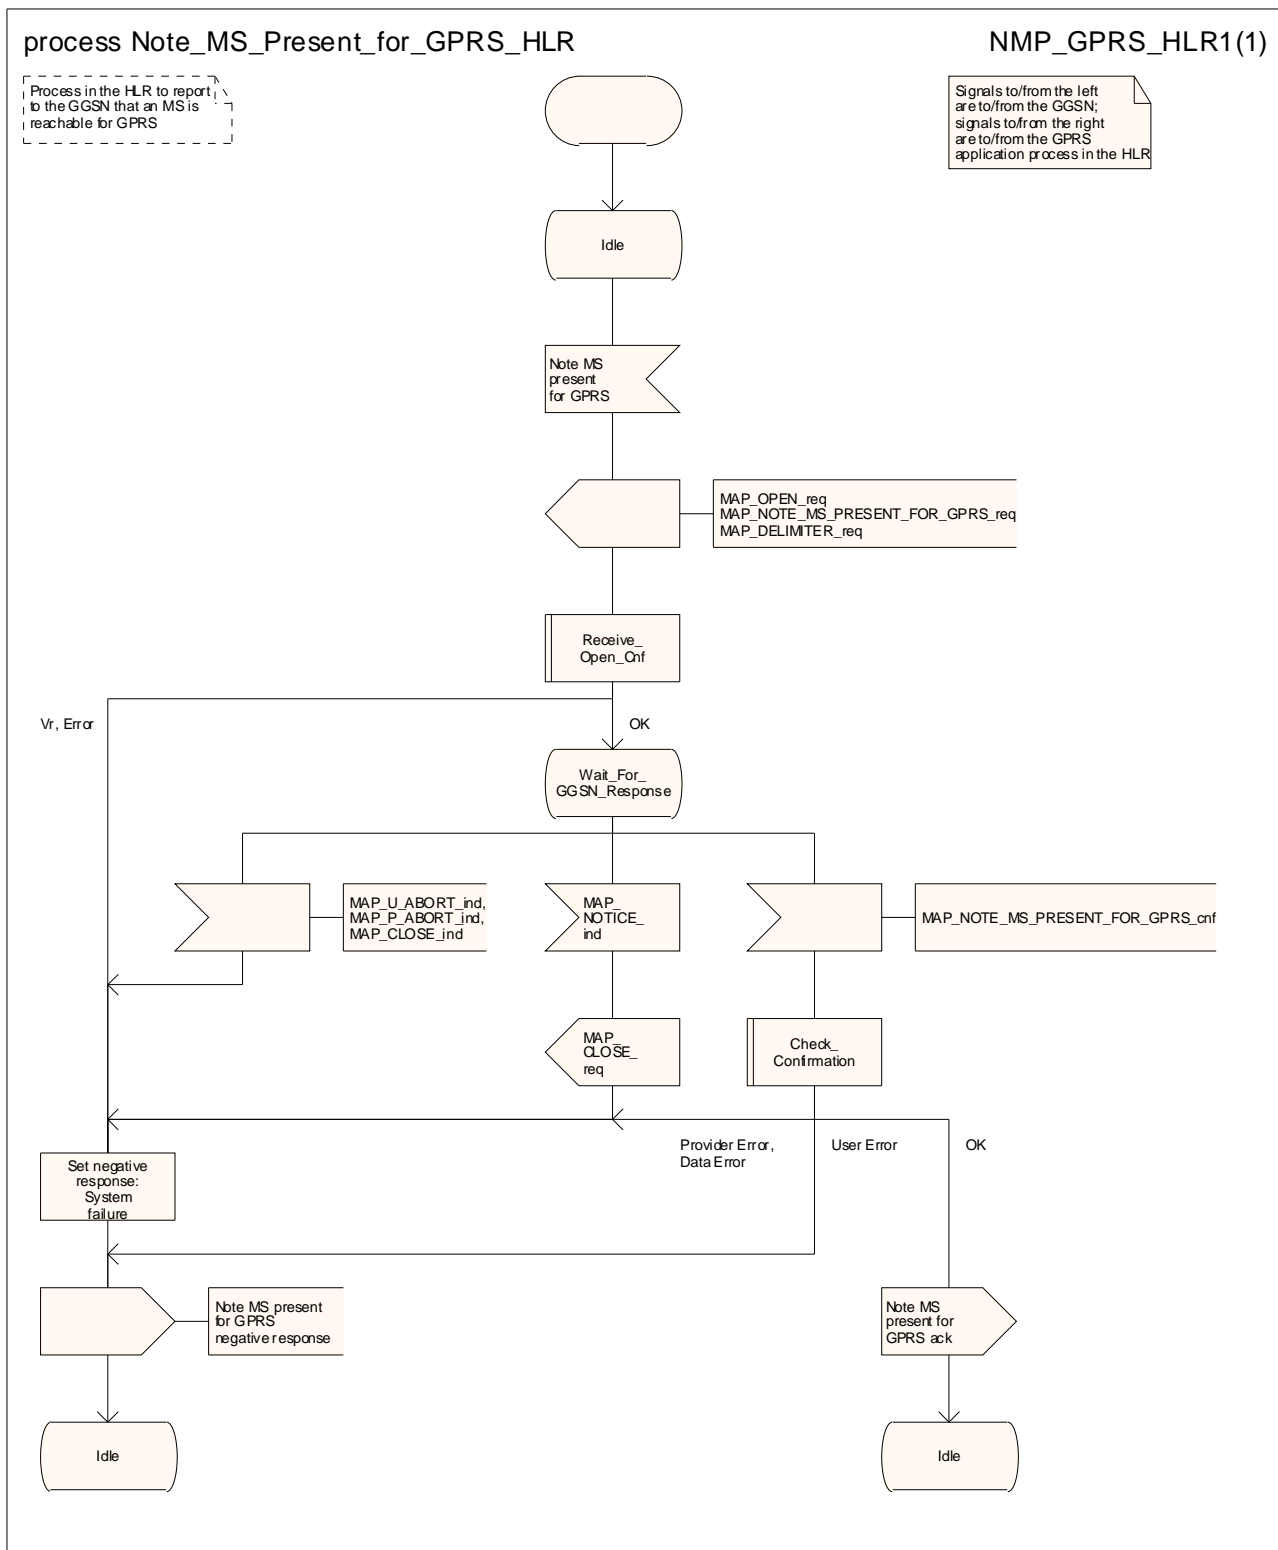 process Note_MS_Present_for_GPRS_HLR
NMP_GPRS_HLR1(1)
Process in the HLR to report
to the GGSN that an MS is
reachable for GPRS
Signals to/from the left
are to/from the GGSN;
signals to/from the right
are to/from the GPRS
application process in the HLR
Idle
Note MS
present
for GPRS
MAP_OPEN_req
MAP_NOTE_MS_PRESENT_FOR_GPRS_req
MAP_DELIMITER_req
Receive_
Open_Cnf
Vr, Error
OK
Wait_For_
GGSN_Response
MAP_U_ABORT_ind,
MAP_P_ABORT_ind,
MAP_CLOSE_ind
MAP_
NOTICE_
ind
MAP_NOTE_MS_PRESENT_FOR_GPRS_cnf
MAP_
CLOSE_
req
Check_
Confirmation
Provider Error,
Data Error
User Error
OK
Set negative
response:
System
failure
Note MS present
for GPRS
negative response
Note MS
present for
GPRS ack
Idle
Idle